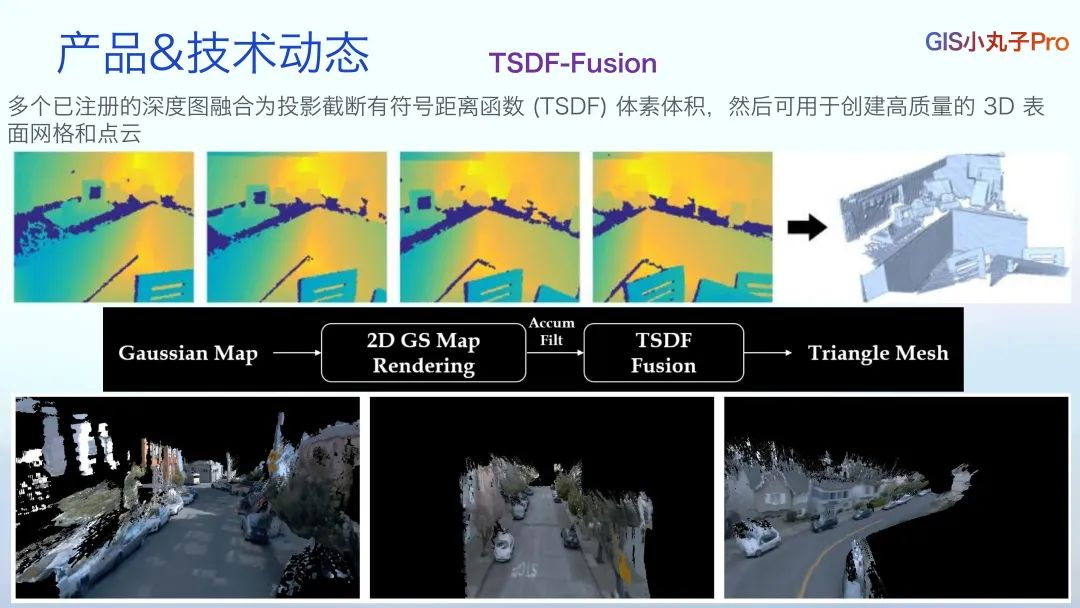 产品&技术动态
TSDF-Fusion
GIS小丸子Pro
多个已注册的深度图融合为投影截断有符号距离函数 (TSDF) 体素体积，然后可用于创建高质量的 3D 表
面网格和点云
Gaussian Map
2D GS Map
Rendering
Accum
Filt
TSDF
Fusion
Triangle Mesh